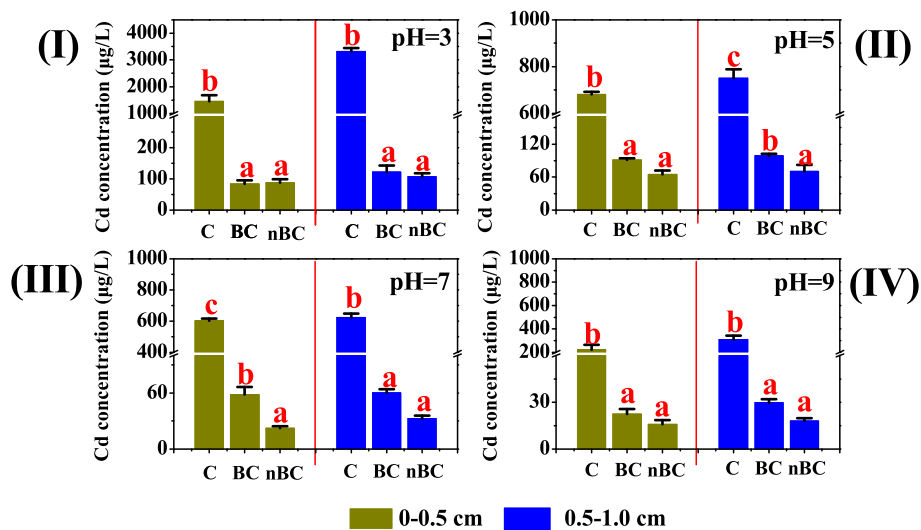 (I)
Cd concentration (μg/L)
4000
3000
2000
1000
200
100
0
b
a
a
b
a
a
pH=3
C
BC
nBC
C
BC
nBC
(II)
Cd concentration (μg/L)
1000
800
600
120
60
0
b
a
a
c
b
a
pH=5
C
BC
nBC
C
BC
nBC
(III)
Cd concentration (μg/L)
1000
800
600
400
60
0
c
b
a
b
a
a
pH=7
C
BC
nBC
C
BC
nBC
(IV)
Cd concentration (μg/L)
1000
800
600
400
200
30
0
b
a
a
b
a
a
pH=9
C
BC
nBC
C
BC
nBC
0-0.5 cm
0.5-1.0 cm